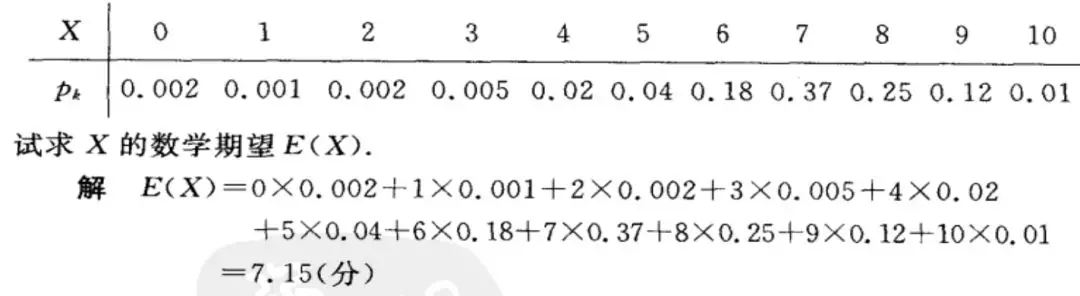 X 0 1 2 3 4 5 6 7 8 9 10
pk 0.002 0.001 0.002 0.005 0.02 0.04 0.18 0.37 0.25 0.12 0.01
试求 X 的数学期望 E(X).
解 E(X)=0×0.002+1×0.001+2×0.002+3×0.005+4×0.02
+5×0.04+6×0.18+7×0.37+8×0.25+9×0.12+10×0.01
=7.15(分)